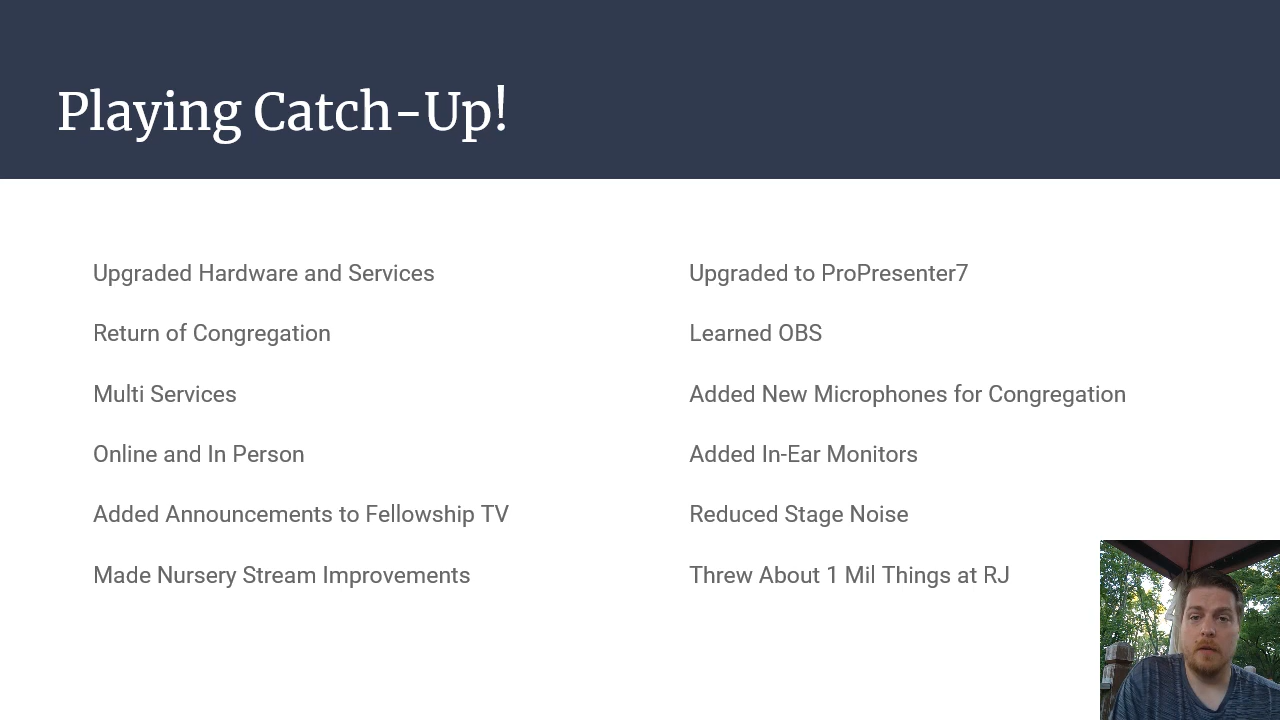 Playing Catch-Up!
Upgraded Hardware and Services
Return of Congregation
Multi Services
Online and In Person
Added Announcements to Fellowship TV
Made Nursery Stream Improvements
Upgraded to ProPresenter7
Learned OBS
Added New Microphones for Congregation
Added In-Ear Monitors
Reduced Stage Noise
Threw About 1 Mil Things at RJ